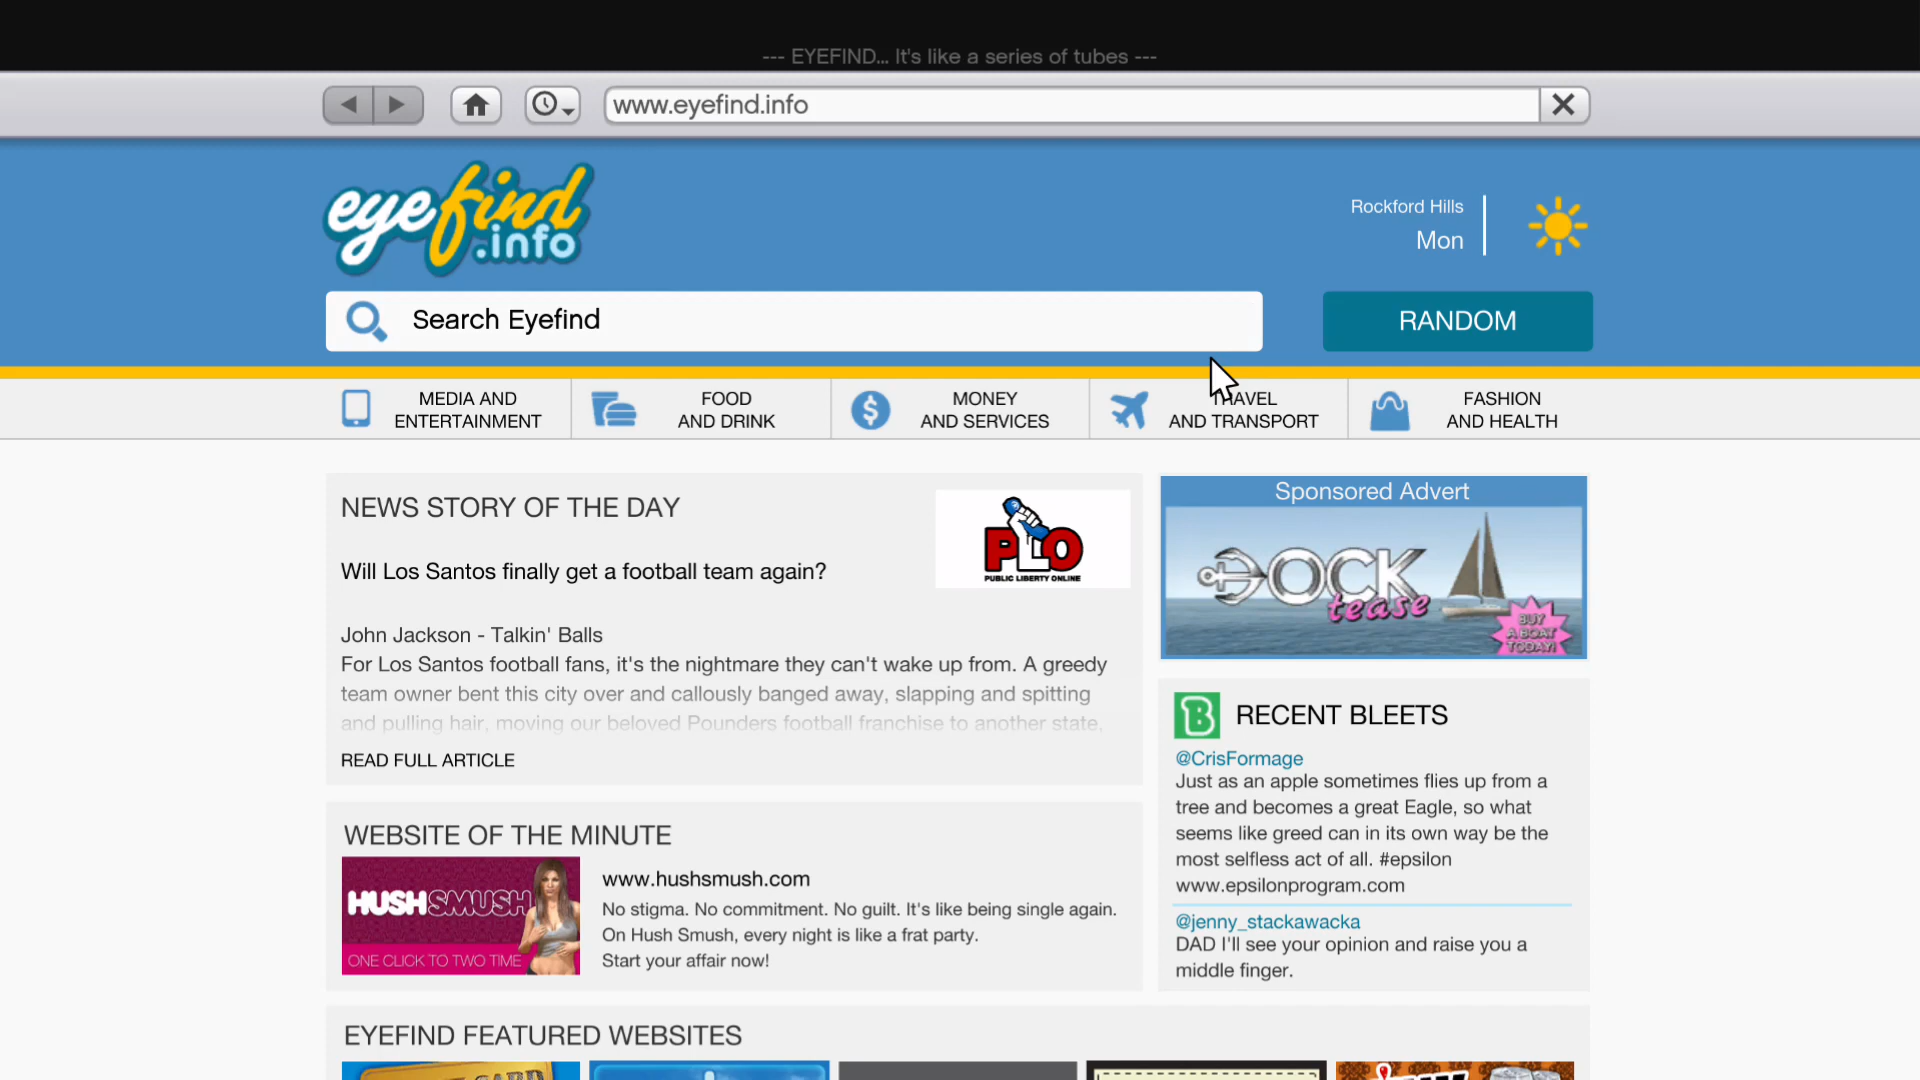 --- EYEFIND... It's like a series of tubes ---
www.eyefind.info
eyefind
.info
Rockford Hills
Mon
Search Eyefind
RANDOM
MEDIA AND
ENTERTAINMENT
FOOD
AND DRINK
MONEY
AND SERVICES
TRAVEL
AND TRANSPORT
FASHION
AND HEALTH
NEWS STORY OF THE DAY
PLO
PUBLIC LIBERTY ONLINE
Will Los Santos finally get a football team again?
John Jackson - Talkin' Balls
For Los Santos football fans, it's the nightmare they can't wake up from. A greedy
team owner bent this city over and callously banged away, slapping and spitting
and pulling hair, moving our beloved Pounders football franchise to another state,
READ FULL ARTICLE
Sponsored Advert
DOCK
tease
BUY
A BOAT
TODAY!
RECENT BLEETS
@CrisFormage
Just as an apple sometimes flies up from a
tree and becomes a great Eagle, so what
seems like greed can in its own way be the
most selfless act of all. #epsilon
www.epsilonprogram.com
@jenny_stackawacka
DAD I'll see your opinion and raise you a
middle finger.
WEBSITE OF THE MINUTE
HUSHSMUSH
ONE CLICK TO TWO TIME
www.hushsmush.com
No stigma. No commitment. No guilt. It's like being single again.
On Hush Smush, every night is like a frat party.
Start your affair now!
EYEFIND FEATURED WEBSITES